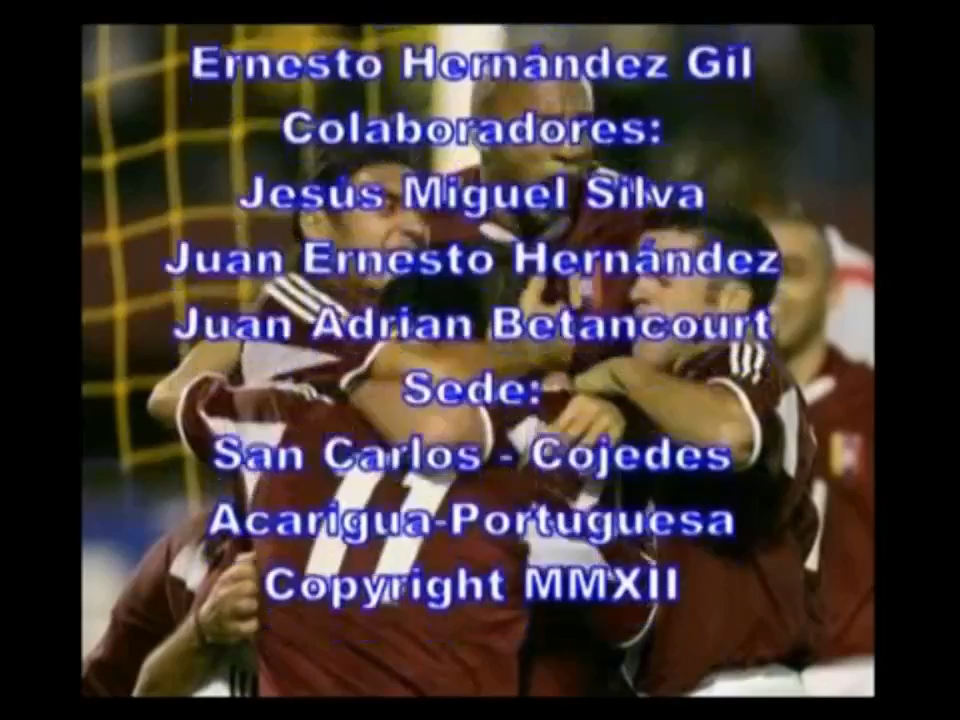 Ernesto Hernández Gil
Colaboradores:
Jesús Miguel Silva
Juan Ernesto Hernández
Juan Adrian Betancourt
Sede:
San Carlos - Cojedes
Acarigua-Portuguesa
Copyright MMXII
11